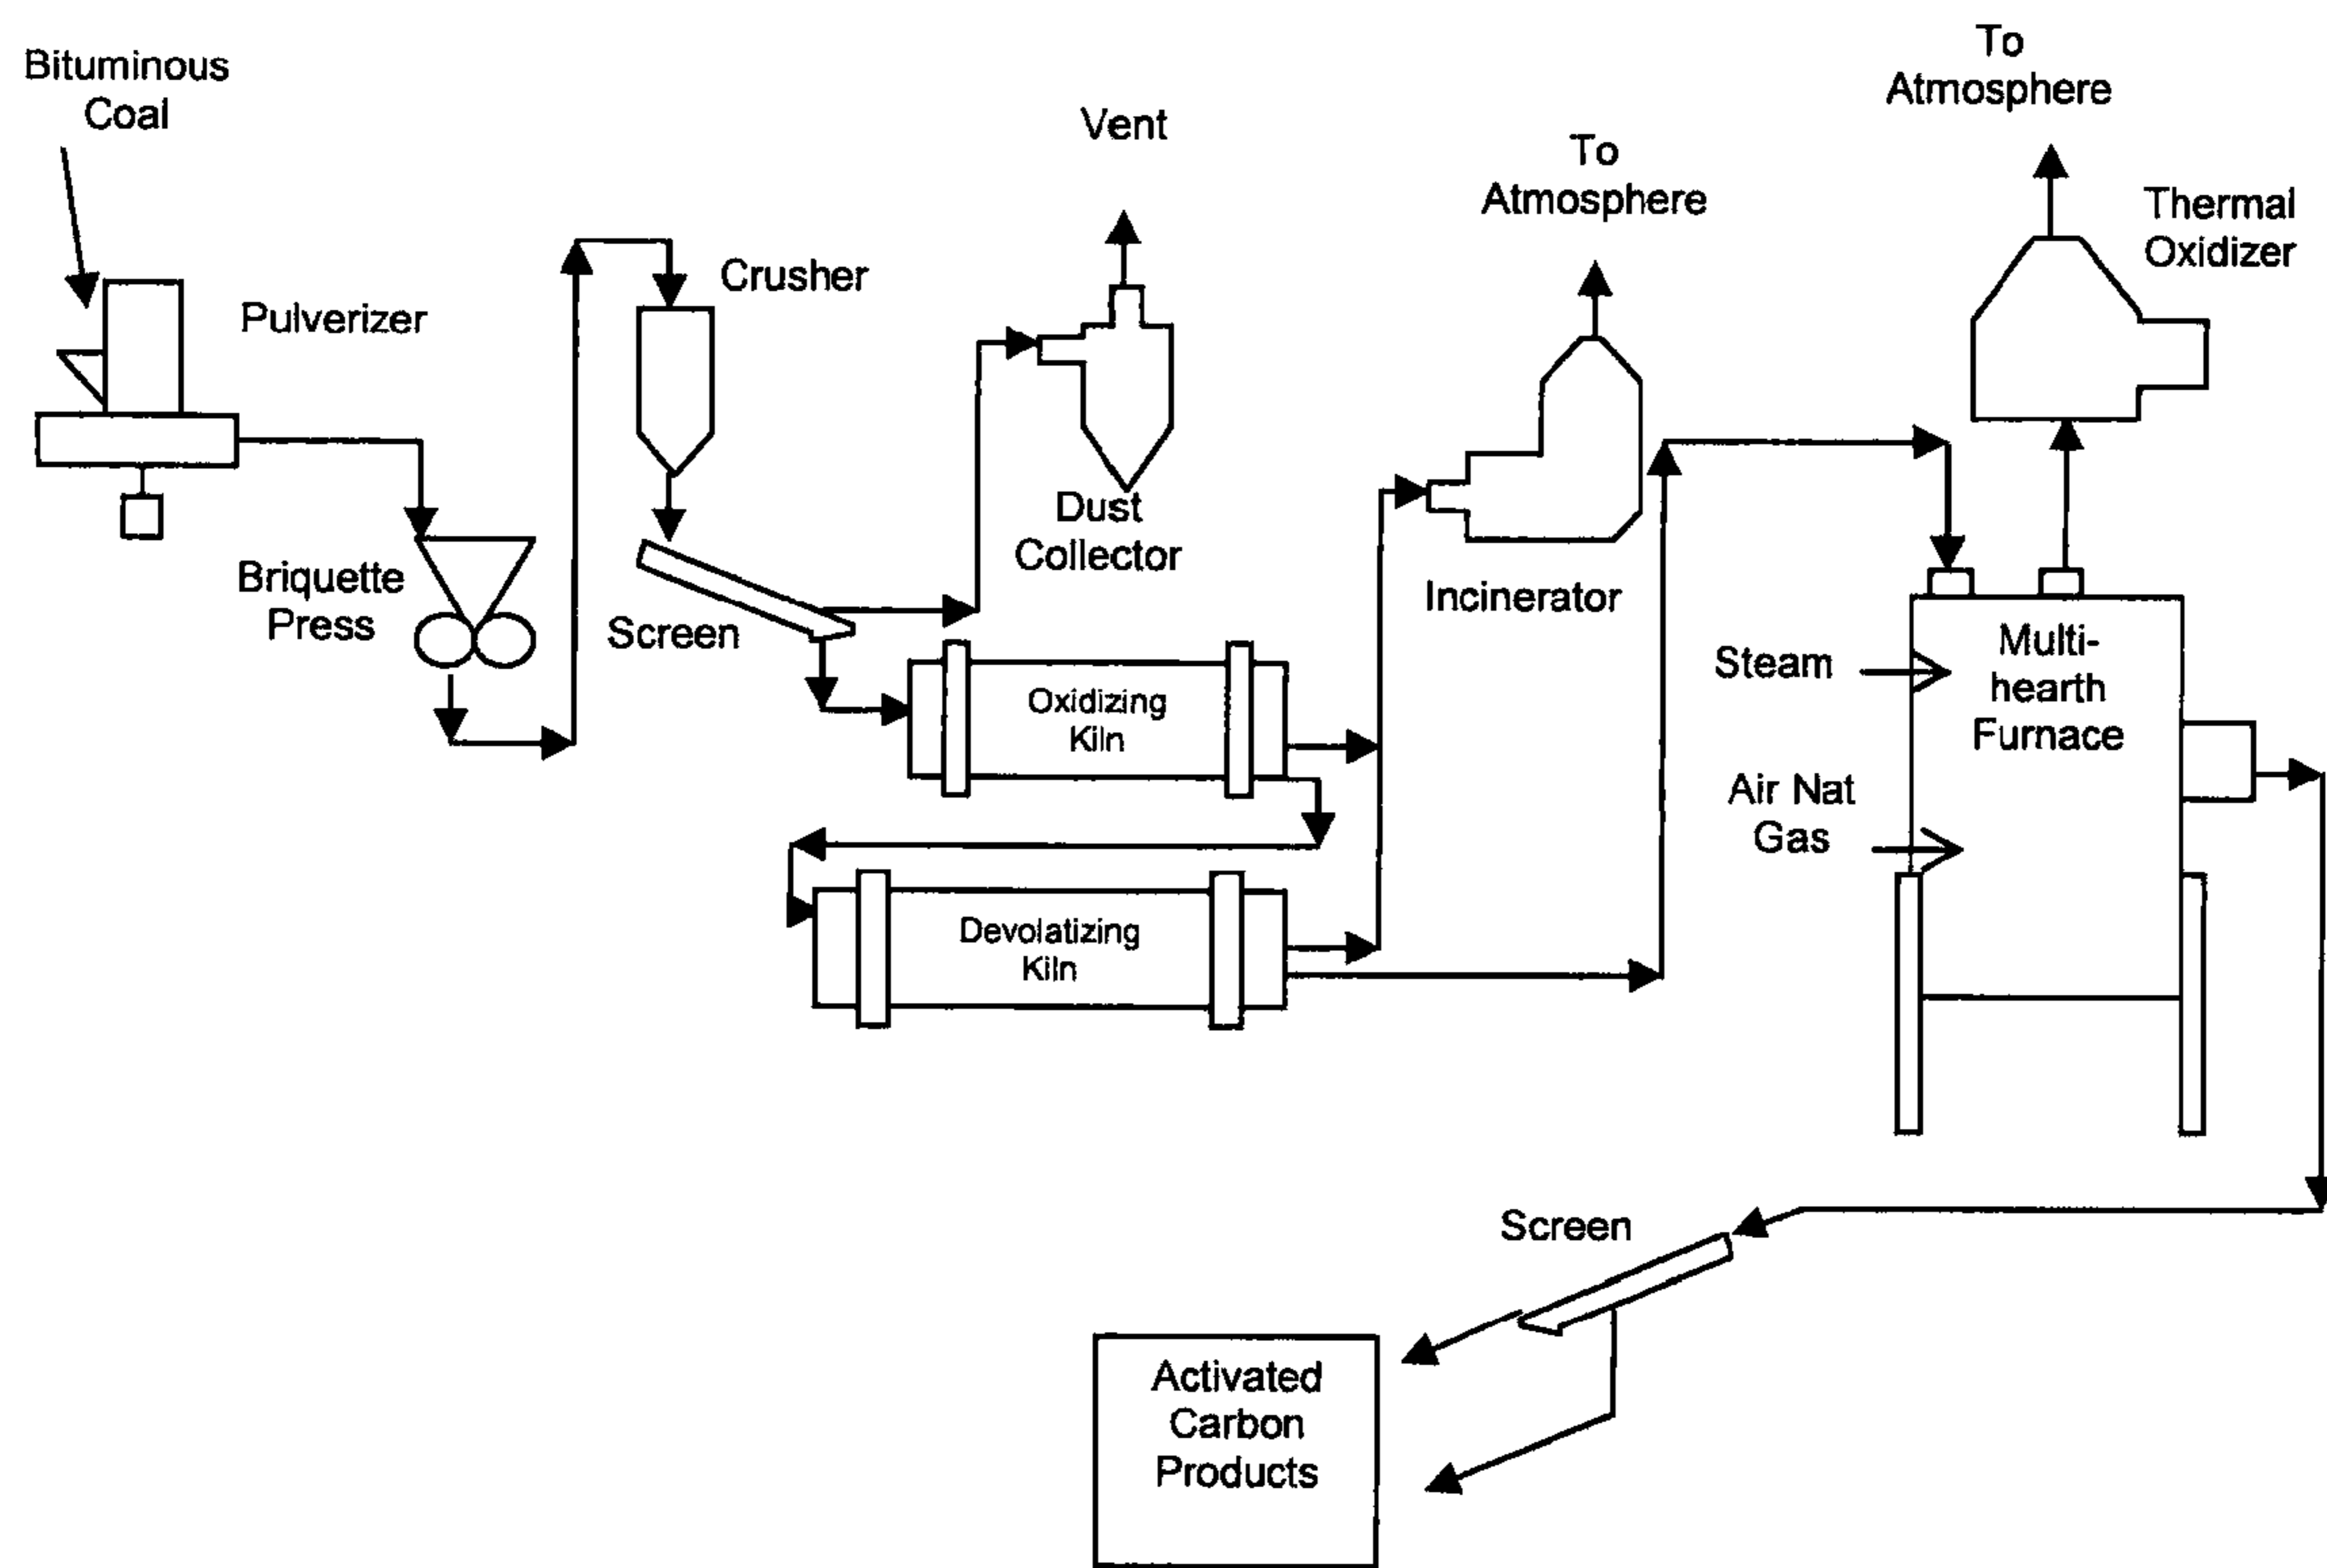 Bituminous
Coal
Pulverizer
Briquette
Press
Crusher
Screen
Vent
Dust
Collector
Oxidizing
Kiln
Devolatizing
Kiln
To
Atmosphere
Incinerator
To
Atmosphere
Thermal
Oxidizer
Steam
Air Nat
Gas
Multi-
hearth
Furnace
Screen
Activated
Carbon
Products